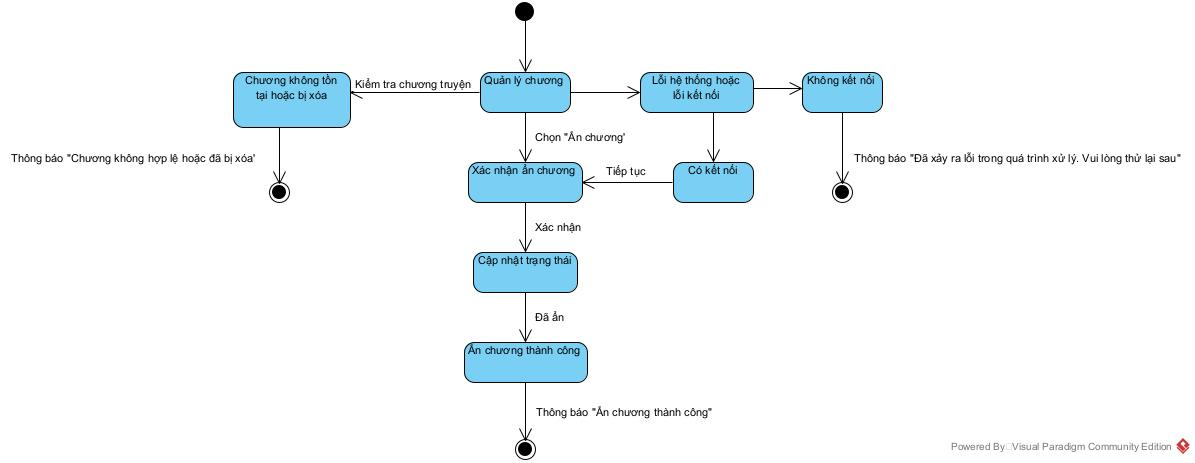 Chương không tồn
tại hoặc bị xóa
Kiểm tra chương truyện
Quản lý chương
Lỗi hệ thống hoặc
lỗi kết nối
Không kết nối
Thông báo "Chương không hợp lệ hoặc đã bị xóa'
Chọn "Ẩn chương'
Thông báo "Đã xảy ra lỗi trong quá trình xử lý. Vui lòng thử lại sau"
Xác nhận ẩn chương
Tiếp tục
Có kết nối
Xác nhận
Cập nhật trạng thái
Đã ẩn
Ẩn chương thành công
Thông báo "Ẩn chương thành công"
Powered By Visual Paradigm Community Edition